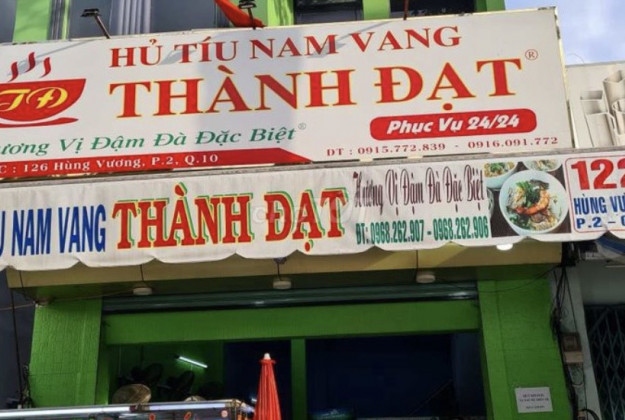 HỦ TÍU NAM VANG
THÀNH ĐẠT®
TĐ
ương Vị Đậm Đà Đặc Biệt®
Phục Vụ 24/24
C : 126 Hùng Vương, P.2, Q.10
ĐT : 0915.772.839 - 0916.091.772
U NAM VANG THÀNH ĐẠT
Hương Vị Đậm Đà Đặc Biệt
ĐT: 0968.262.907 - 0968.262.906
122
HÙNG VƯ
P.2 -